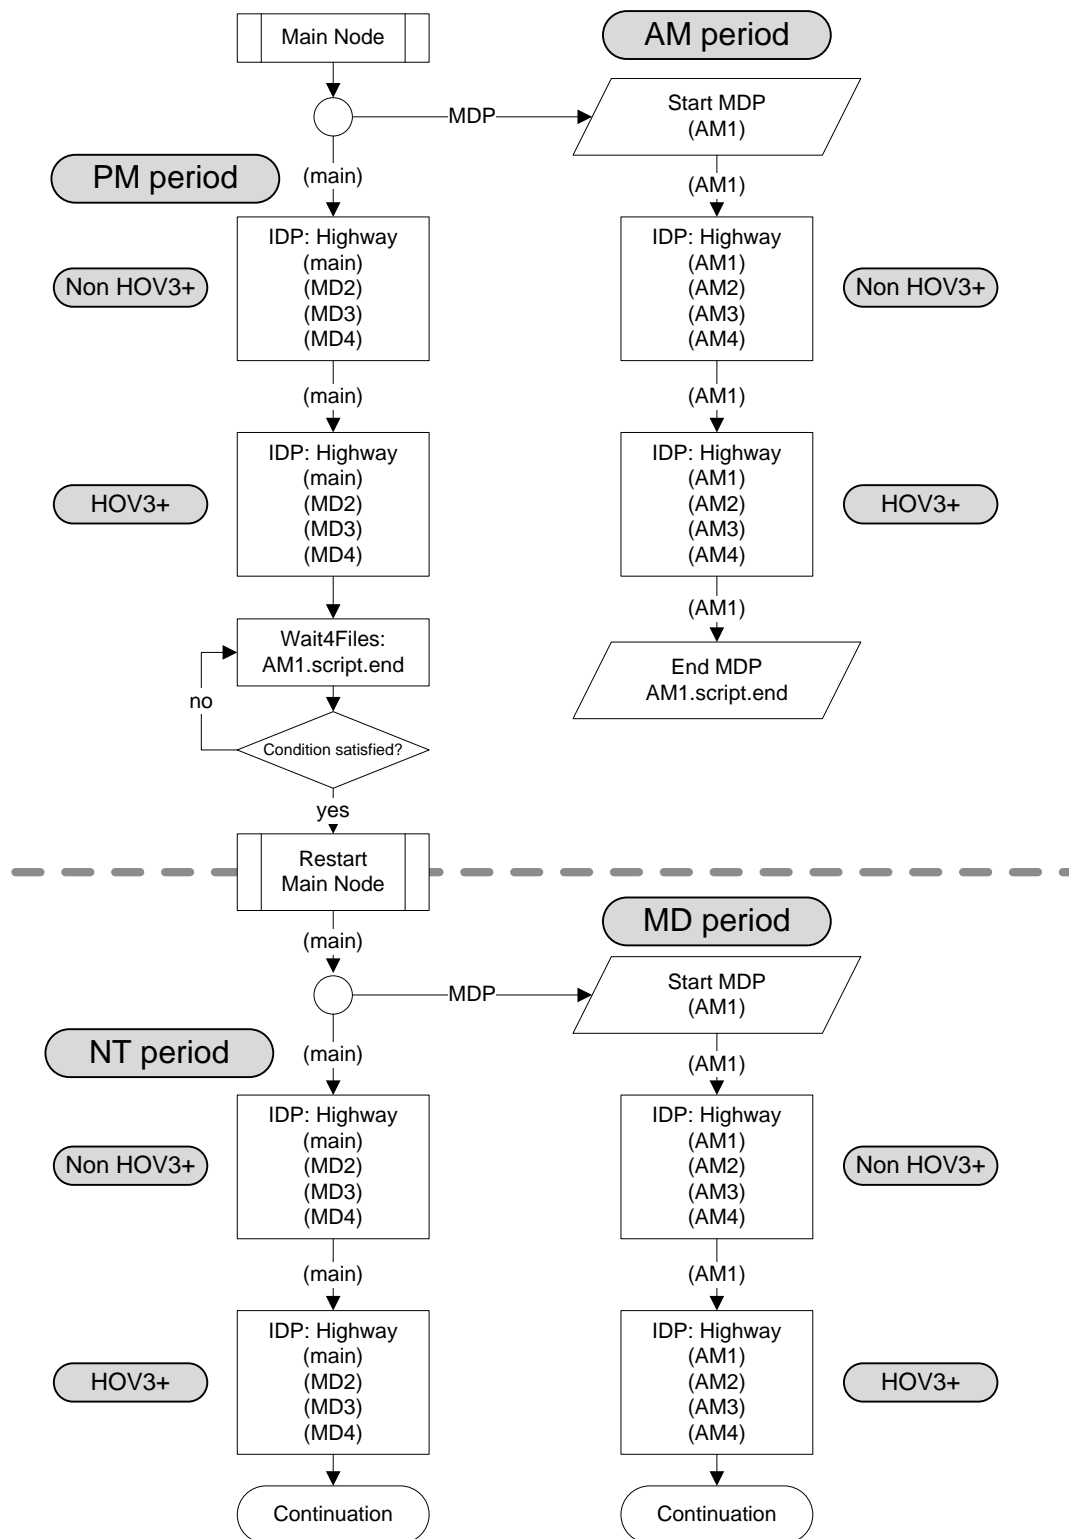 Main Node
AM period
MDP
Start MDP
(AM1)
PM period
(main)
(AM1)
IDP: Highway
(main)
(MD2)
(MD3)
(MD4)
Non HOV3+
IDP: Highway
(AM1)
(AM2)
(AM3)
(AM4)
Non HOV3+
(main)
(AM1)
IDP: Highway
(main)
(MD2)
(MD3)
(MD4)
HOV3+
IDP: Highway
(AM1)
(AM2)
(AM3)
(AM4)
HOV3+
(AM1)
Wait4Files:
AM1.script.end
End MDP
AM1.script.end
no
Condition satisfied?
yes
Restart
Main Node
MD period
(main)
MDP
Start MDP
(AM1)
NT period
(main)
(AM1)
IDP: Highway
(main)
(MD2)
(MD3)
(MD4)
Non HOV3+
IDP: Highway
(AM1)
(AM2)
(AM3)
(AM4)
Non HOV3+
(main)
(AM1)
IDP: Highway
(main)
(MD2)
(MD3)
(MD4)
HOV3+
IDP: Highway
(AM1)
(AM2)
(AM3)
(AM4)
HOV3+
Continuation
Continuation